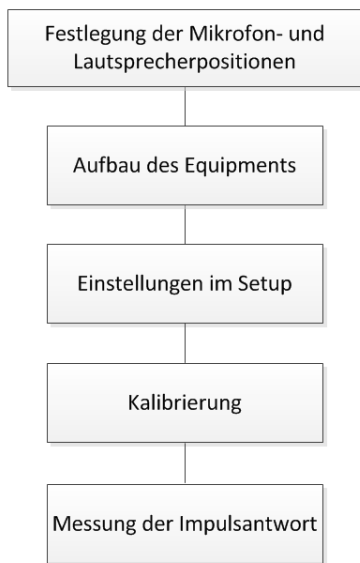 Festlegung der Mikrofon- und
Lautsprecherpositionen
Aufbau des Equipments
Einstellungen im Setup
Kalibrierung
Messung der Impulsantwort